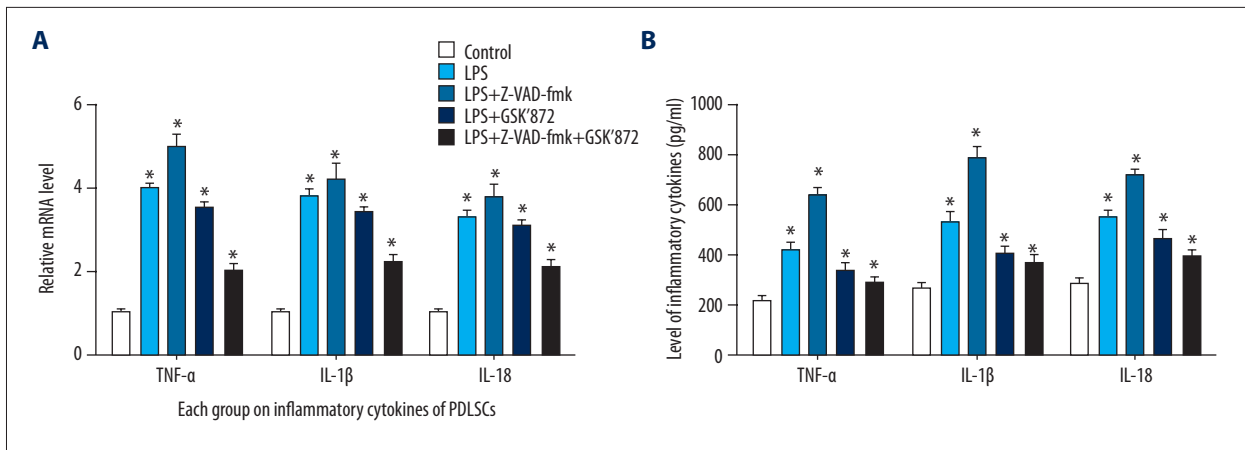 A
Control
LPS
LPS+Z-VAD-fmk
LPS+GSK'872
LPS+Z-VAD-fmk+GSK'872
Relative mRNA level
6
4
2
0
* * * *
* * * *
* * * *
TNF-α IL-1β IL-18
Each group on inflammatory cytokines of PDLSCs
B
Level of inflammatory cytokines (pg/ml)
1000
800
600
400
200
0
* * * *
* * * *
* * * *
TNF-α IL-1β IL-18